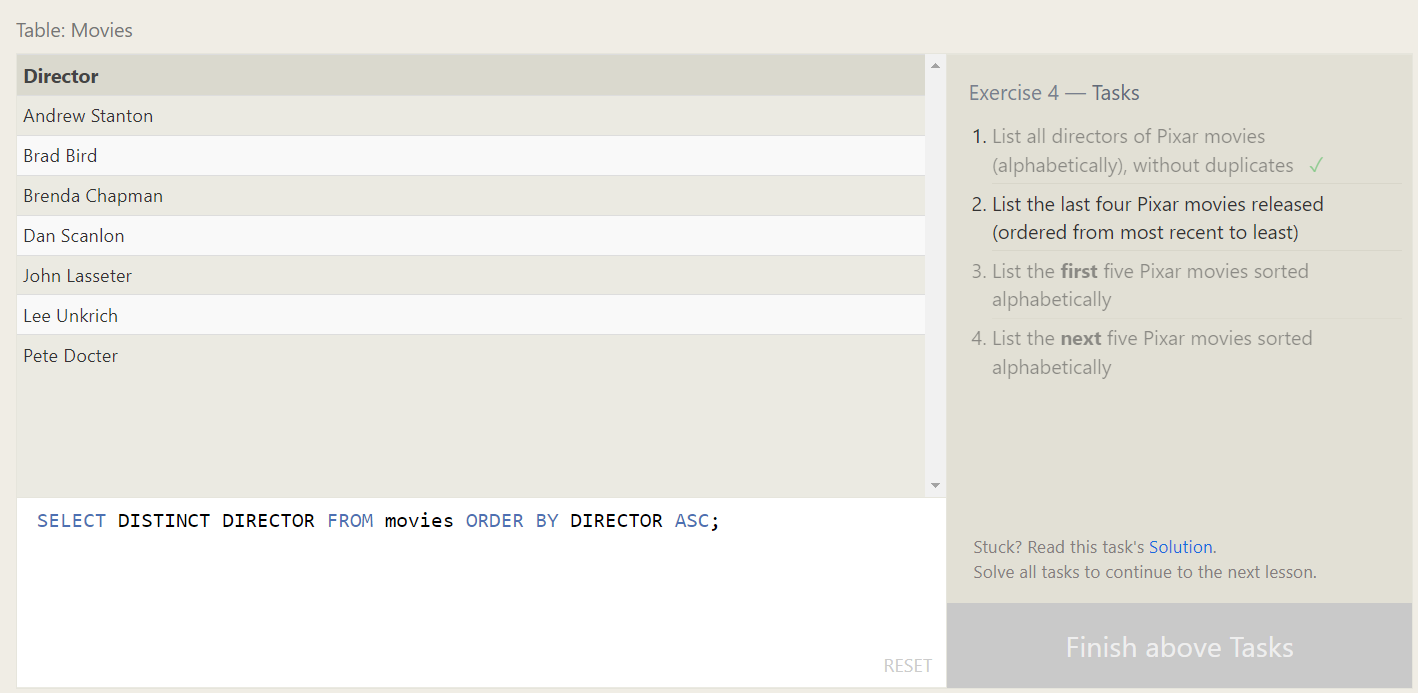 Table: Movies
Director
Andrew Stanton
Brad Bird
Brenda Chapman
Dan Scanlon
John Lasseter
Lee Unkrich
Pete Docter
SELECT DISTINCT DIRECTOR FROM movies ORDER BY DIRECTOR ASC;
RESET
Exercise 4 — Tasks
1. List all directors of Pixar movies
(alphabetically), without duplicates ✓
2. List the last four Pixar movies released
(ordered from most recent to least)
3. List the first five Pixar movies sorted
alphabetically
4. List the next five Pixar movies sorted
alphabetically
Stuck? Read this task's Solution.
Solve all tasks to continue to the next lesson.
Finish above Tasks